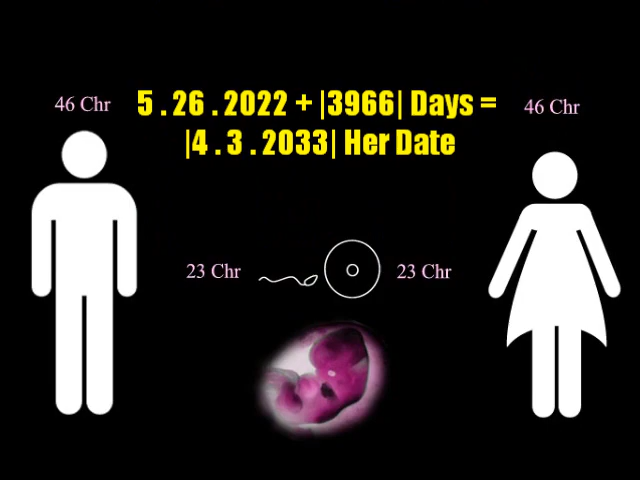 46 Chr
5 . 26 . 2022 + |3966| Days =
46 Chr
|4 . 3 . 2033| Her Date
23 Chr
23 Chr